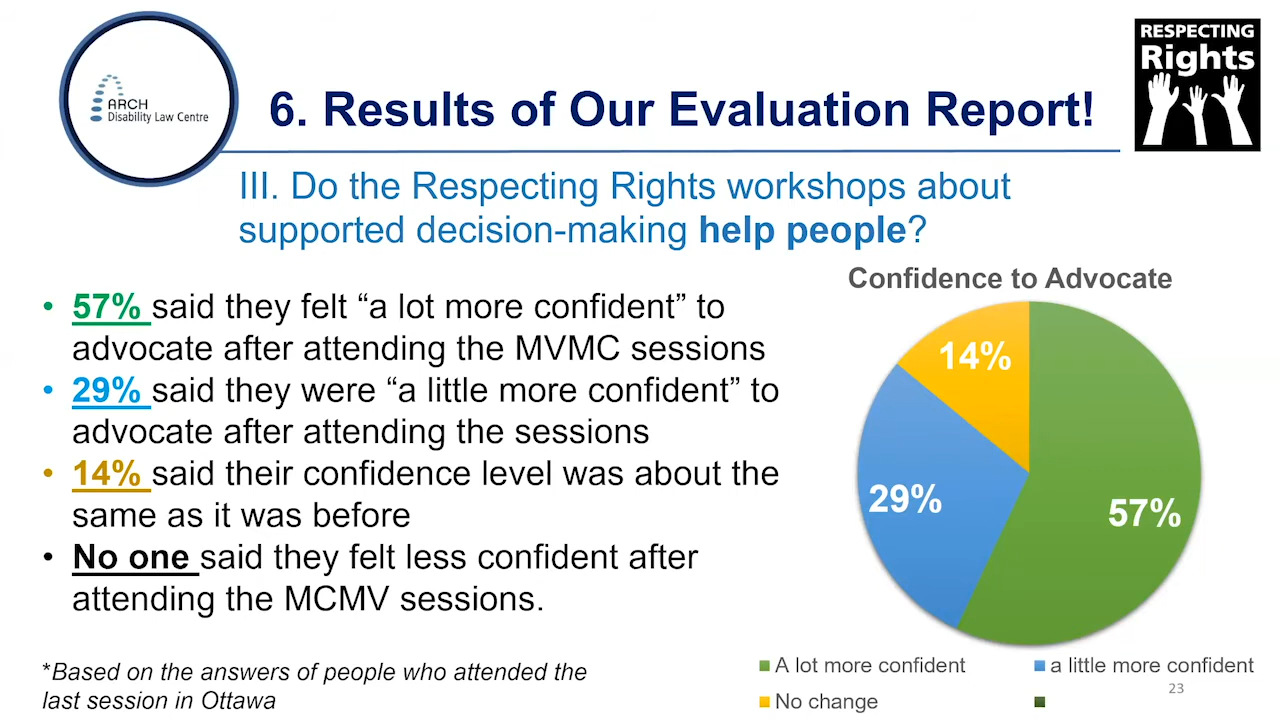 ARCH
Disability Law Centre
RESPECTING
Rights
6. Results of Our Evaluation Report!
III. Do the Respecting Rights workshops about
supported decision-making help people?
• 57% said they felt “a lot more confident” to
advocate after attending the MVMC sessions
• 29% said they were “a little more confident” to
advocate after attending the sessions
• 14% said their confidence level was about the
same as it was before
• No one said they felt less confident after
attending the MCMV sessions.
*Based on the answers of people who attended the
last session in Ottawa
Confidence to Advocate
14%
29%
57%
A lot more confident
a little more confident
No change
23